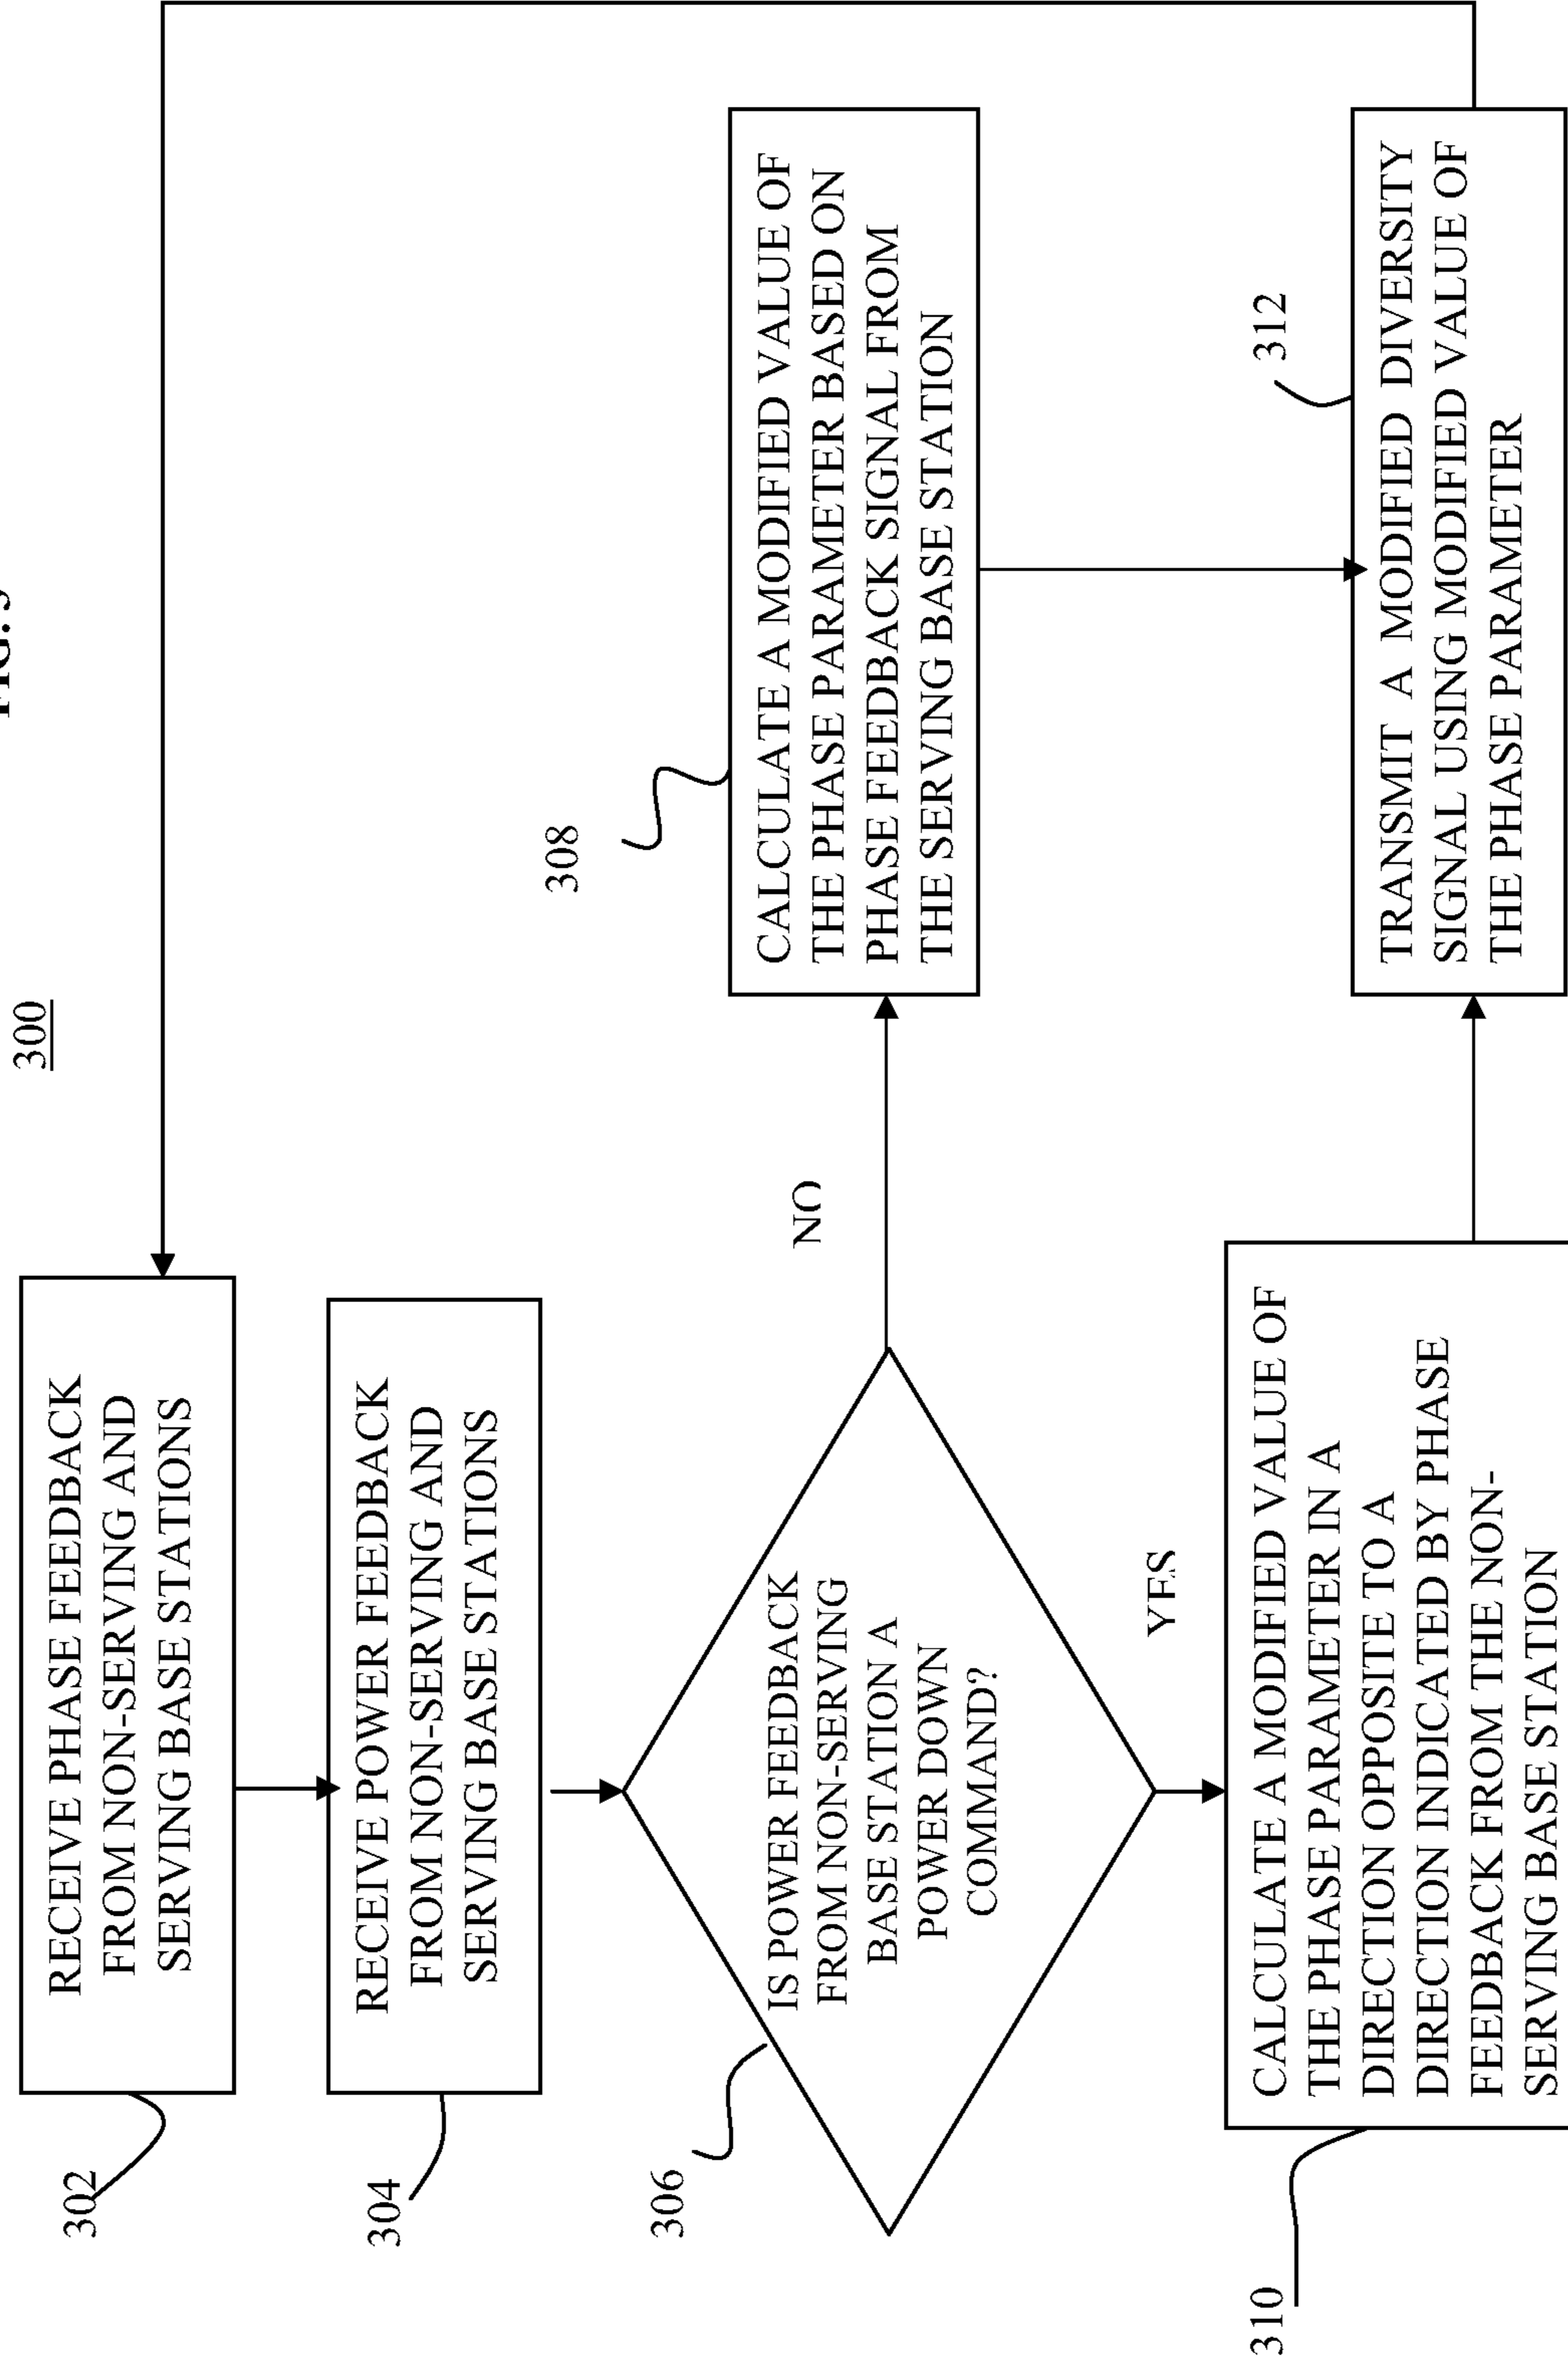 300
302
RECEIVE PHASE FEEDBACK
FROM NON-SERVING AND
SERVING BASE STATIONS
304
RECEIVE POWER FEEDBACK
FROM NON-SERVING AND
SERVING BASE STATIONS
306
IS POWER FEEDBACK
FROM NON-SERVING
BASE STATION A
POWER DOWN
COMMAND?
NO
308
CALCULATE A MODIFIED VALUE OF
THE PHASE PARAMETER BASED ON
PHASE FEEDBACK SIGNAL FROM
THE SERVING BASE STATION
YES
310
CALCULATE A MODIFIED VALUE OF
THE PHASE PARAMETER IN A
DIRECTION OPPOSITE TO A
DIRECTION INDICATED BY PHASE
FEEDBACK FROM THE NON-
SERVING BASE STATION
312
TRANSMIT A MODIFIED DIVERSITY
SIGNAL USING MODIFIED VALUE OF
THE PHASE PARAMETER